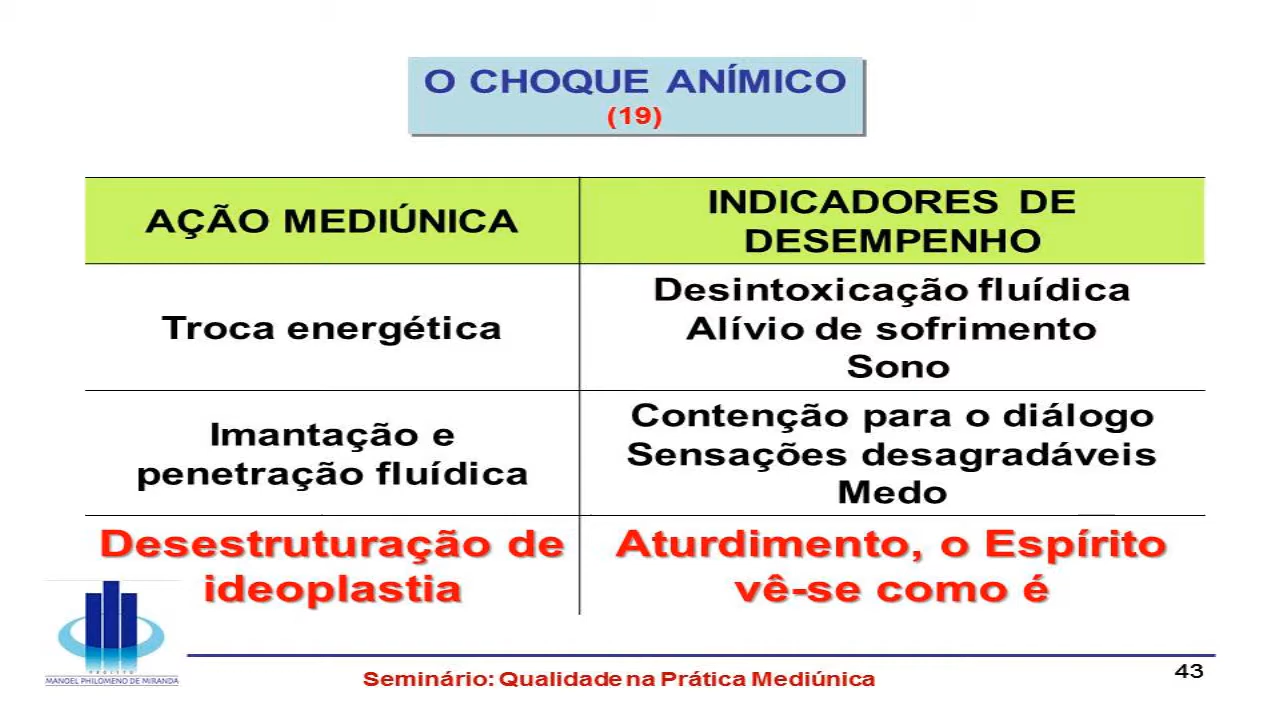 O CHOQUE ANÍMICO
(19)
AÇÃO MEDIÚNICA
INDICADORES DE
DESEMPENHO
Troca energética
Desintoxicação fluídica
Alívio de sofrimento
Sono
Imantação e
penetração fluídica
Contenção para o diálogo
Sensações desagradáveis
Medo
Desestruturação de
ideoplastia
Aturdimento, o Espírito
vê-se como é
PROJETO
MANOEL PHILOMENO DE MIRANDA
Seminário: Qualidade na Prática Mediúnica
43